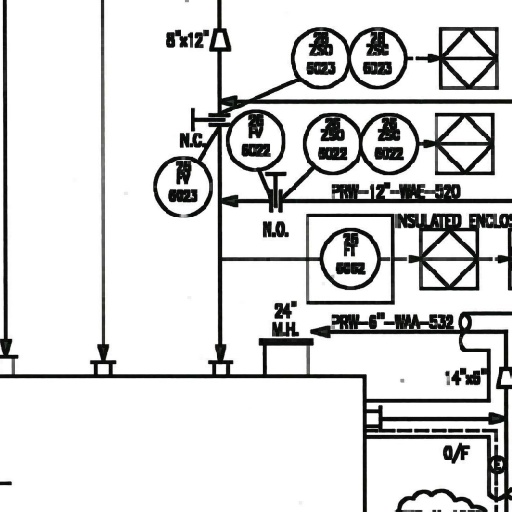 8"x12"
26
ZSO
6023
26
ZSC
6023
N.C.
26
FV
6022
26
ZSO
6022
26
ZSC
6022
26
FV
6023
PRW-12"-WAE-520
N.O.
INSULATED ENCLOS
26
FT
24"
M.H.
PRW-6"-WAA-532
14"x6"
O/F